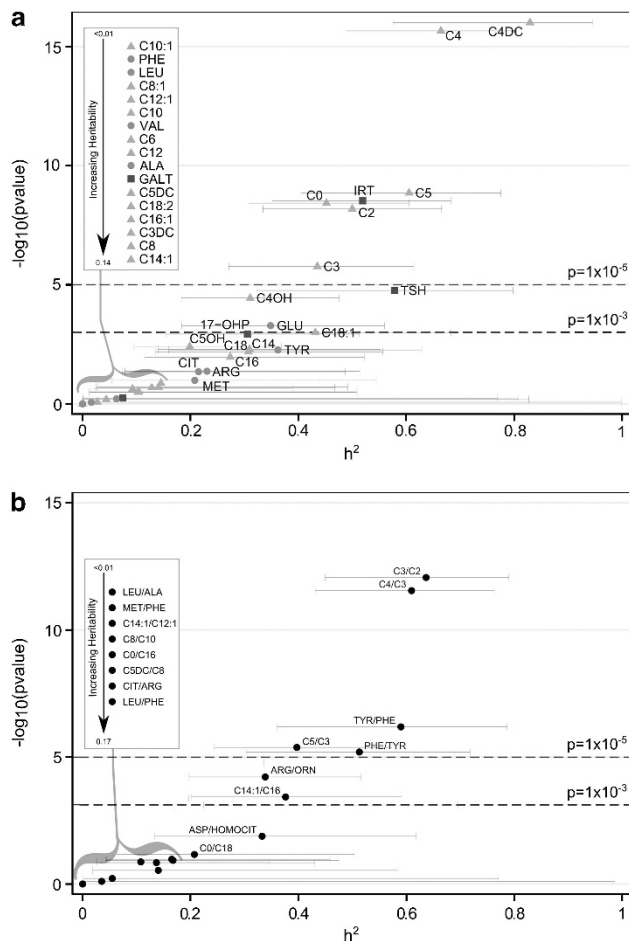 a
15
10
5
0
-log10(pvalue)
<0.01
Increasing Heritability
0.14
C10:1
PHE
LEU
C8:1
C12:1
C10
VAL
C6
C12
ALA
GALT
C5DC
C18:2
C16:1
C3DC
C8
C14:1
C4DC
C4
IRT
C5
C0
C2
C3
p=1x10-5
TSH
C4OH
p=1x10-3
17-OHP
GLU
C18:1
C5OH
C18
C14
TYR
C16
CIT
ARG
MET
0
0.2
0.4
0.6
0.8
1
h2
b
15
10
5
0
-log10(pvalue)
<0.01
Increasing Heritability
0.17
LEU/ALA
MET/PHE
C14:1/C12:1
C8/C10
C0/C16
C5DC/C8
CIT/ARG
LEU/PHE
C3/C2
C4/C3
TYR/PHE
C5/C3
PHE/TYR
p=1x10-5
ARG/ORN
C14:1/C16
p=1x10-3
ASP/HOMOCIT
C0/C18
0
0.2
0.4
0.6
0.8
1
h2